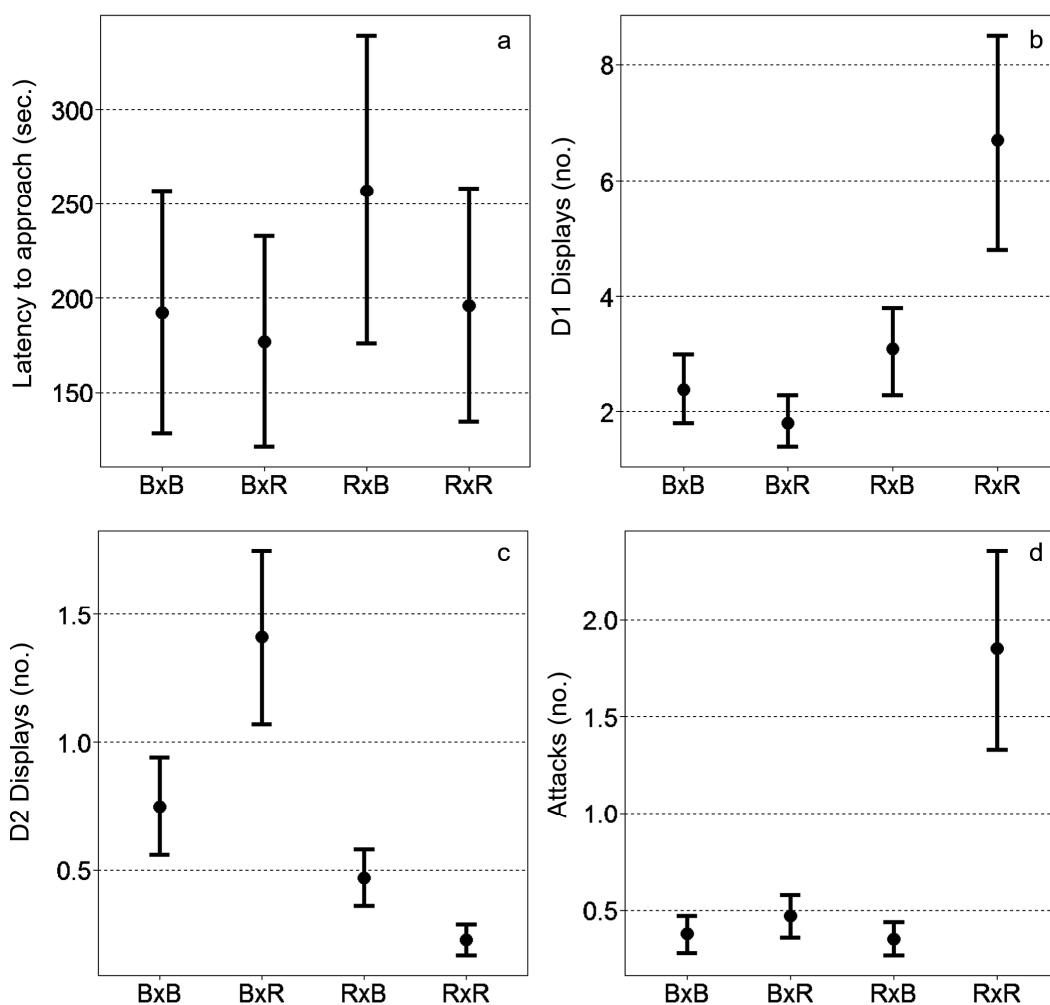 a
Latency to approach (sec.)
300
250
200
150
BxB BxR RxB RxR
b
D1 Displays (no.)
8
6
4
2
BxB BxR RxB RxR
c
D2 Displays (no.)
1.5
1.0
0.5
BxB BxR RxB RxR
d
Attacks (no.)
2.0
1.5
1.0
0.5
BxB BxR RxB RxR